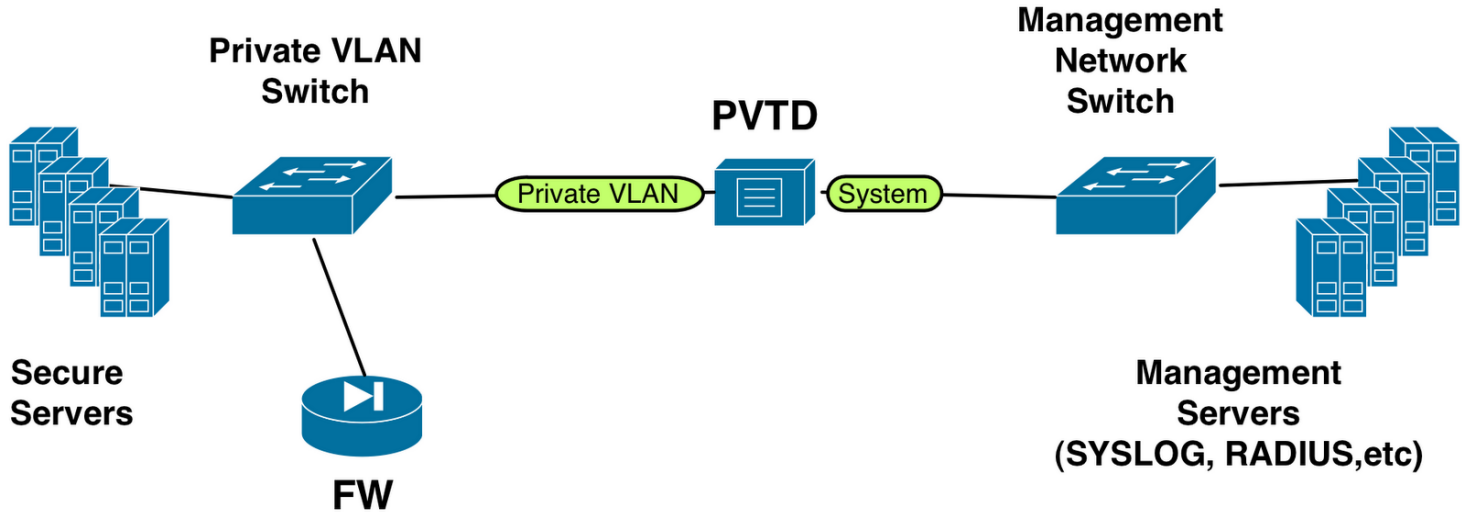 Private VLAN
Switch
Management
Network
Switch
PVTD
Private VLAN
System
Secure
Servers
FW
Management
Servers
(SYSLOG, RADIUS,etc)